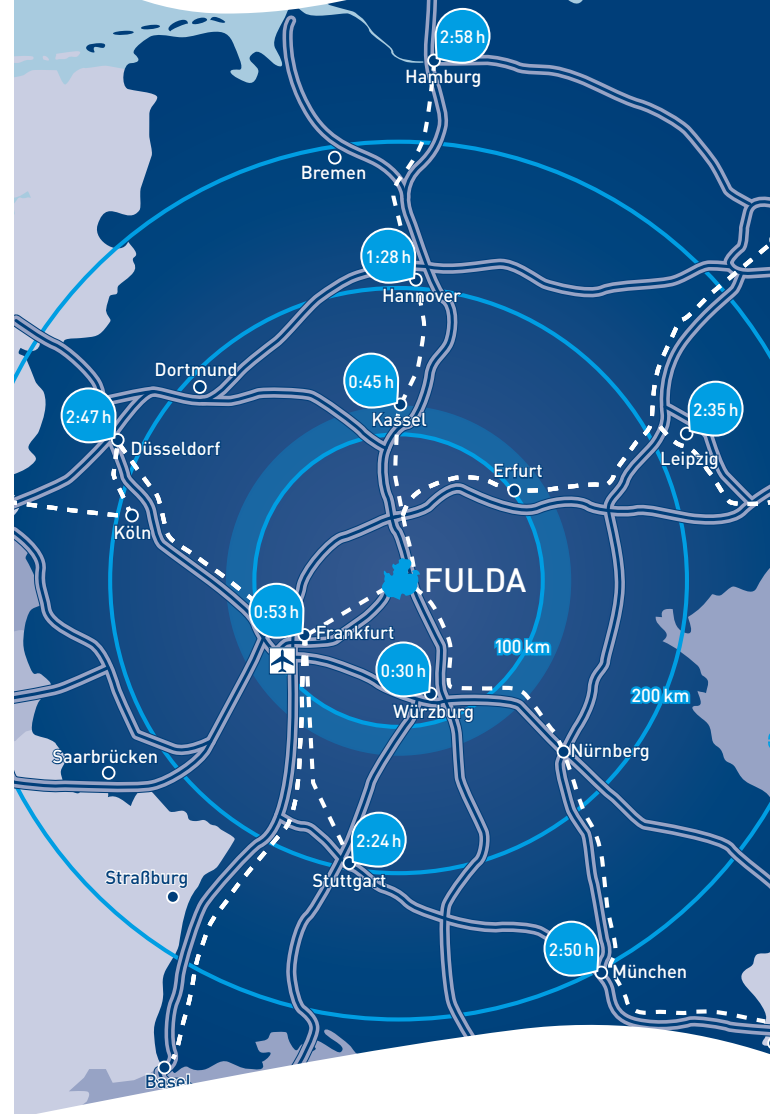 2:58 h
Hamburg
Bremen
1:28 h
Hannover
Dortmund
0:45 h
Kassel
2:47 h
Düsseldorf
2:35 h
Leipzig
Erfurt
Köln
FULDA
0:53 h
Frankfurt
100 km
0:30 h
200 km
Würzburg
Nürnberg
Saarbrücken
2:24 h
Stuttgart
Straßburg
2:50 h
München
Basel